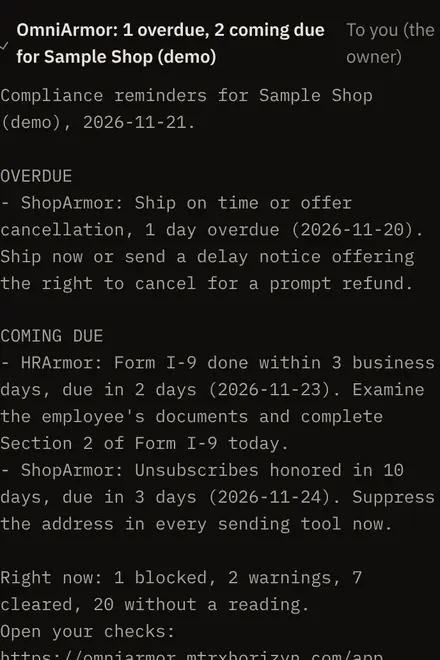 OmniArmor: 1 overdue, 2 coming due
for Sample Shop (demo)
To you (the
owner)
Compliance reminders for Sample Shop
(demo), 2026-11-21.
OVERDUE
- ShopArmor: Ship on time or offer
cancellation, 1 day overdue (2026-11-20).
Ship now or send a delay notice offering
the right to cancel for a prompt refund.
COMING DUE
- HRArmor: Form I-9 done within 3 business
days, due in 2 days (2026-11-23). Examine
the employee's documents and complete
Section 2 of Form I-9 today.
- ShopArmor: Unsubscribes honored in 10
days, due in 3 days (2026-11-24). Suppress
the address in every sending tool now.
Right now: 1 blocked, 2 warnings, 7
cleared, 20 without a reading.
Open your checks:
https://omniarmor.mtrxhorizyn.com/app